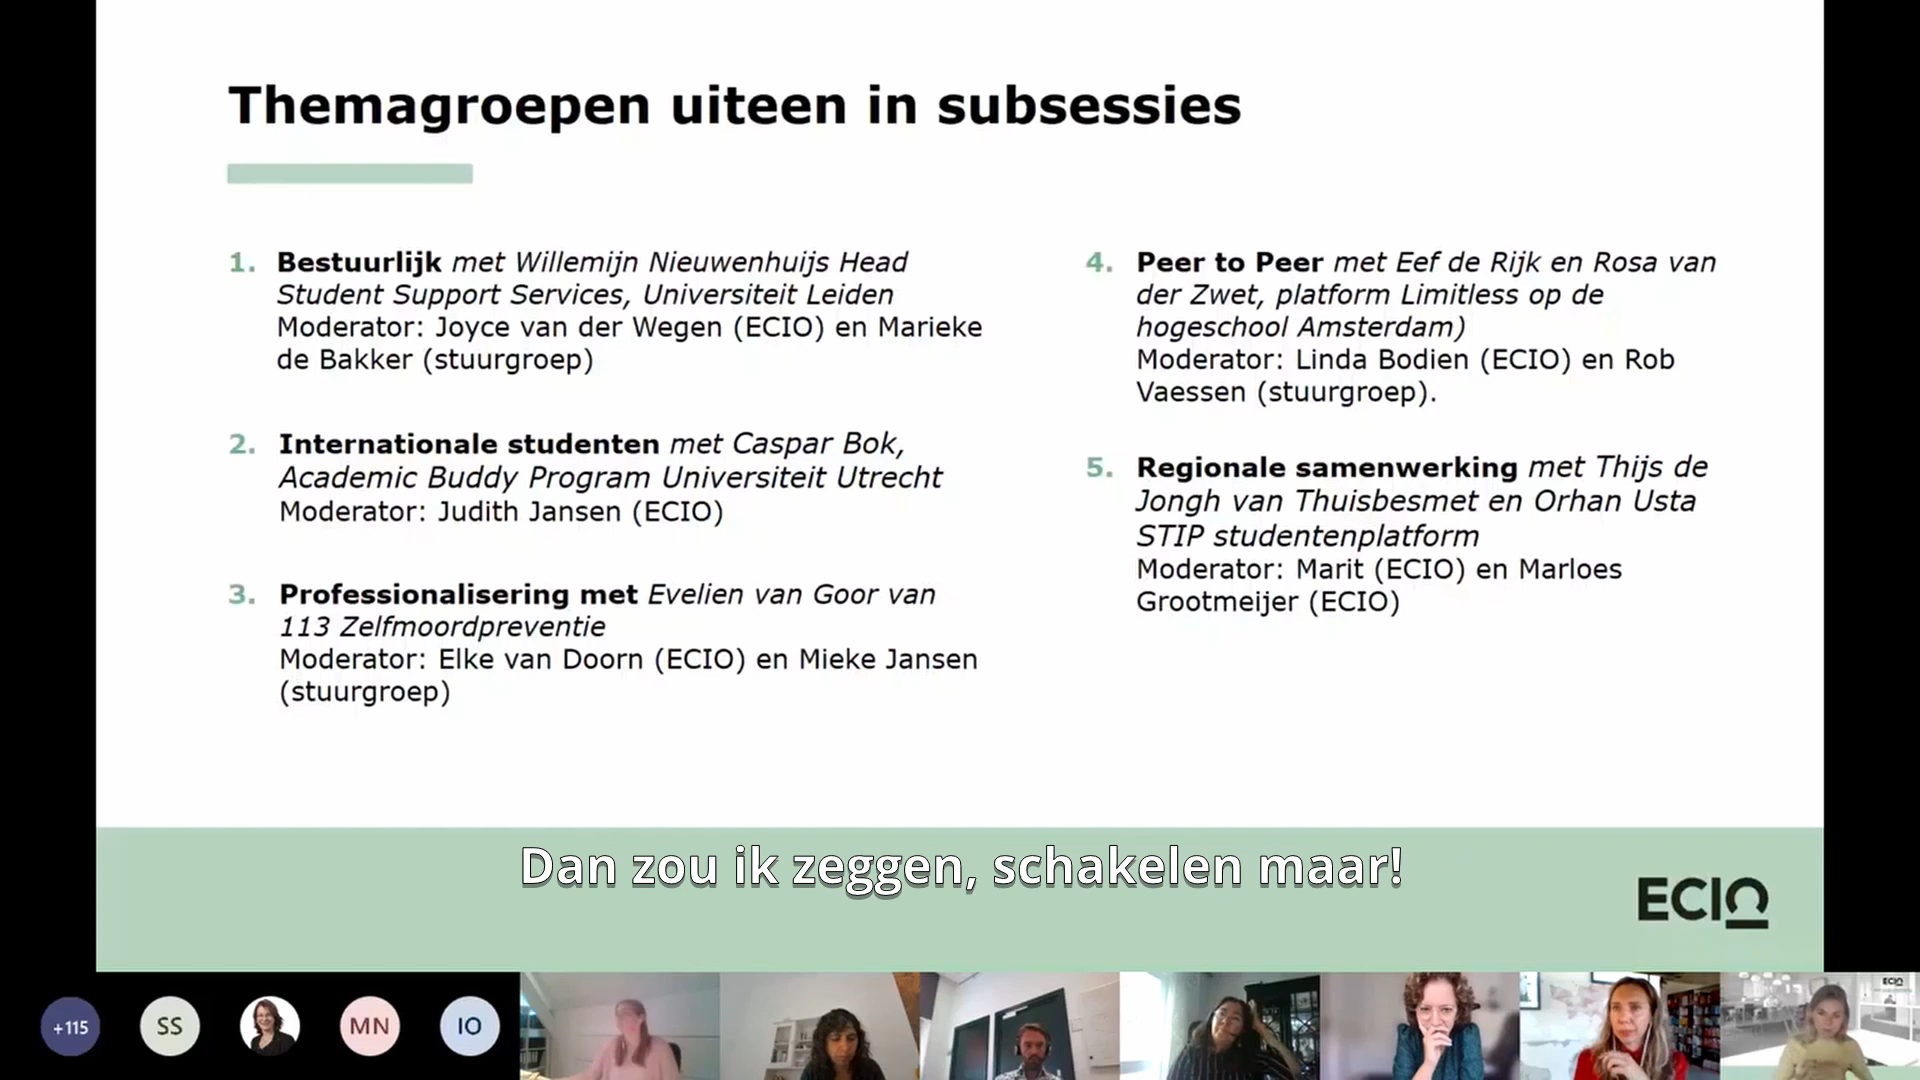 Themagroepen uiteen in subsessies
1. Bestuurlijk met Willemijn Nieuwenhuijs Head
Student Support Services, Universiteit Leiden
Moderator: Joyce van der Wegen (ECIO) en Marieke
de Bakker (stuurgroep)
2. Internationale studenten met Caspar Bok,
Academic Buddy Program Universiteit Utrecht
Moderator: Judith Jansen (ECIO)
3. Professionalisering met Evelien van Goor van
113 Zelfmoordpreventie
Moderator: Elke van Doorn (ECIO) en Mieke Jansen
(stuurgroep)
4. Peer to Peer met Eef de Rijk en Rosa van
der Zwet, platform Limitless op de
hogeschool Amsterdam)
Moderator: Linda Bodien (ECIO) en Rob
Vaessen (stuurgroep).
5. Regionale samenwerking met Thijs de
Jongh van Thuisbesmet en Orhan Usta
STIP studentenplatform
Moderator: Marit (ECIO) en Marloes
Grootmeijer (ECIO)
Dan zou ik zeggen, schakelen maar!
ECIO
+115
SS
MN
IO
ECIO